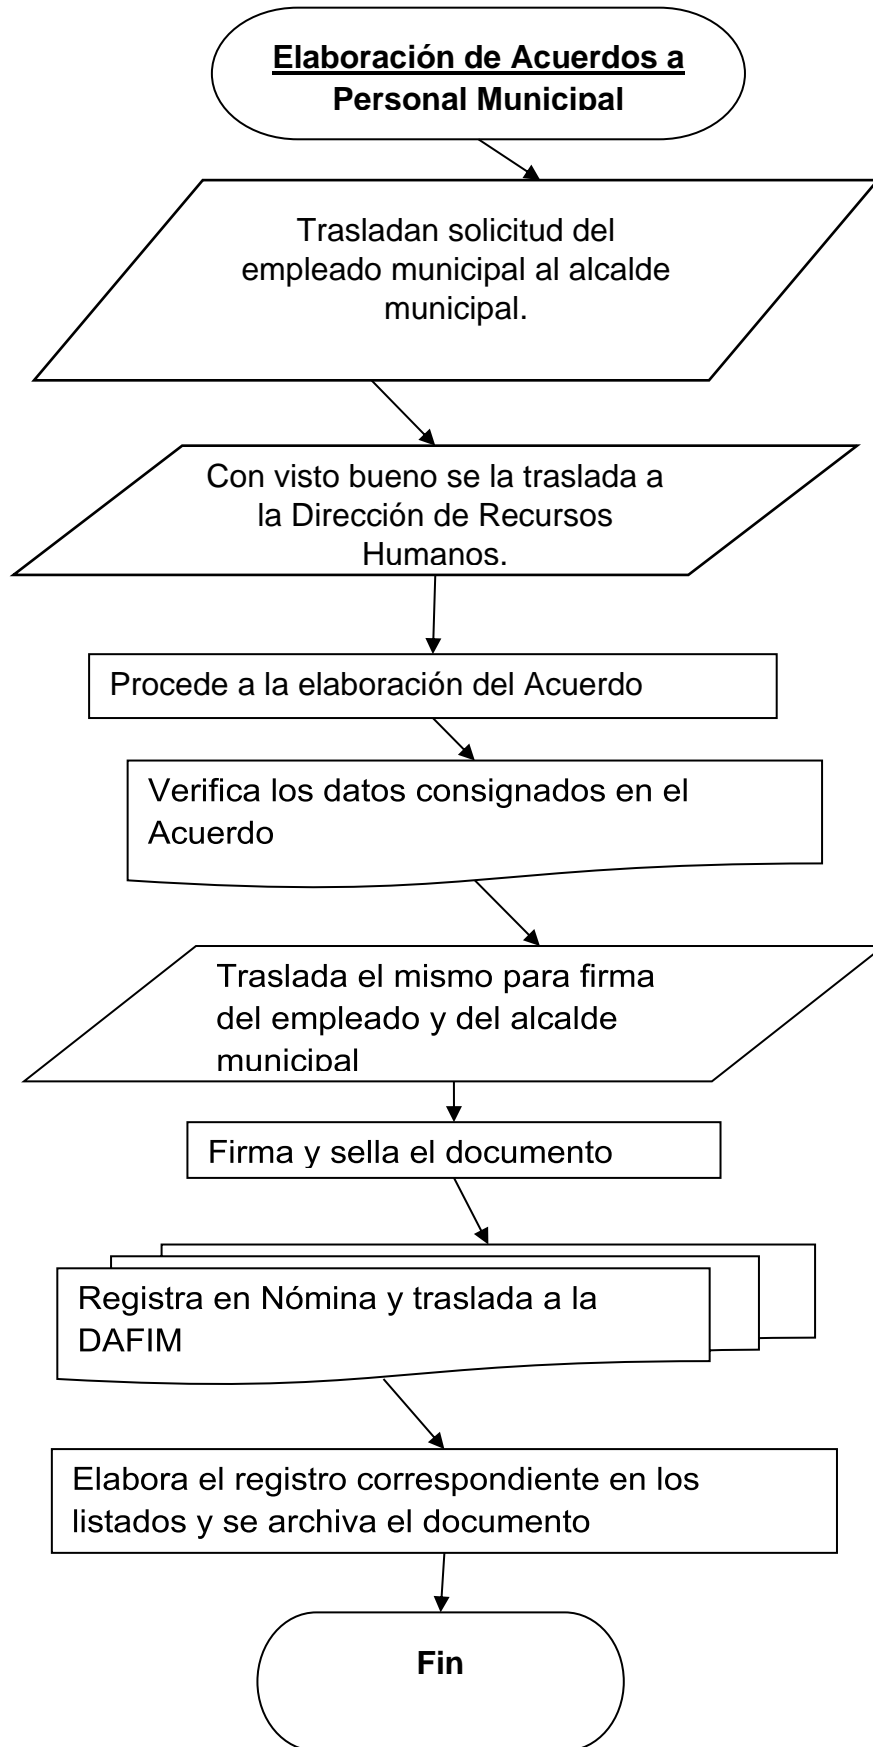 Elaboración de Acuerdos a
Personal Municipal
Trasladan solicitud del
empleado municipal al alcalde
municipal.
Con visto bueno se la traslada a
la Dirección de Recursos
Humanos.
Procede a la elaboración del Acuerdo
Verifica los datos consignados en el
Acuerdo
Traslada el mismo para firma
del empleado y del alcalde
municipal
Firma y sella el documento
Registra en Nómina y traslada a la
DAFIM
Elabora el registro correspondiente en los
listados y se archiva el documento
Fin